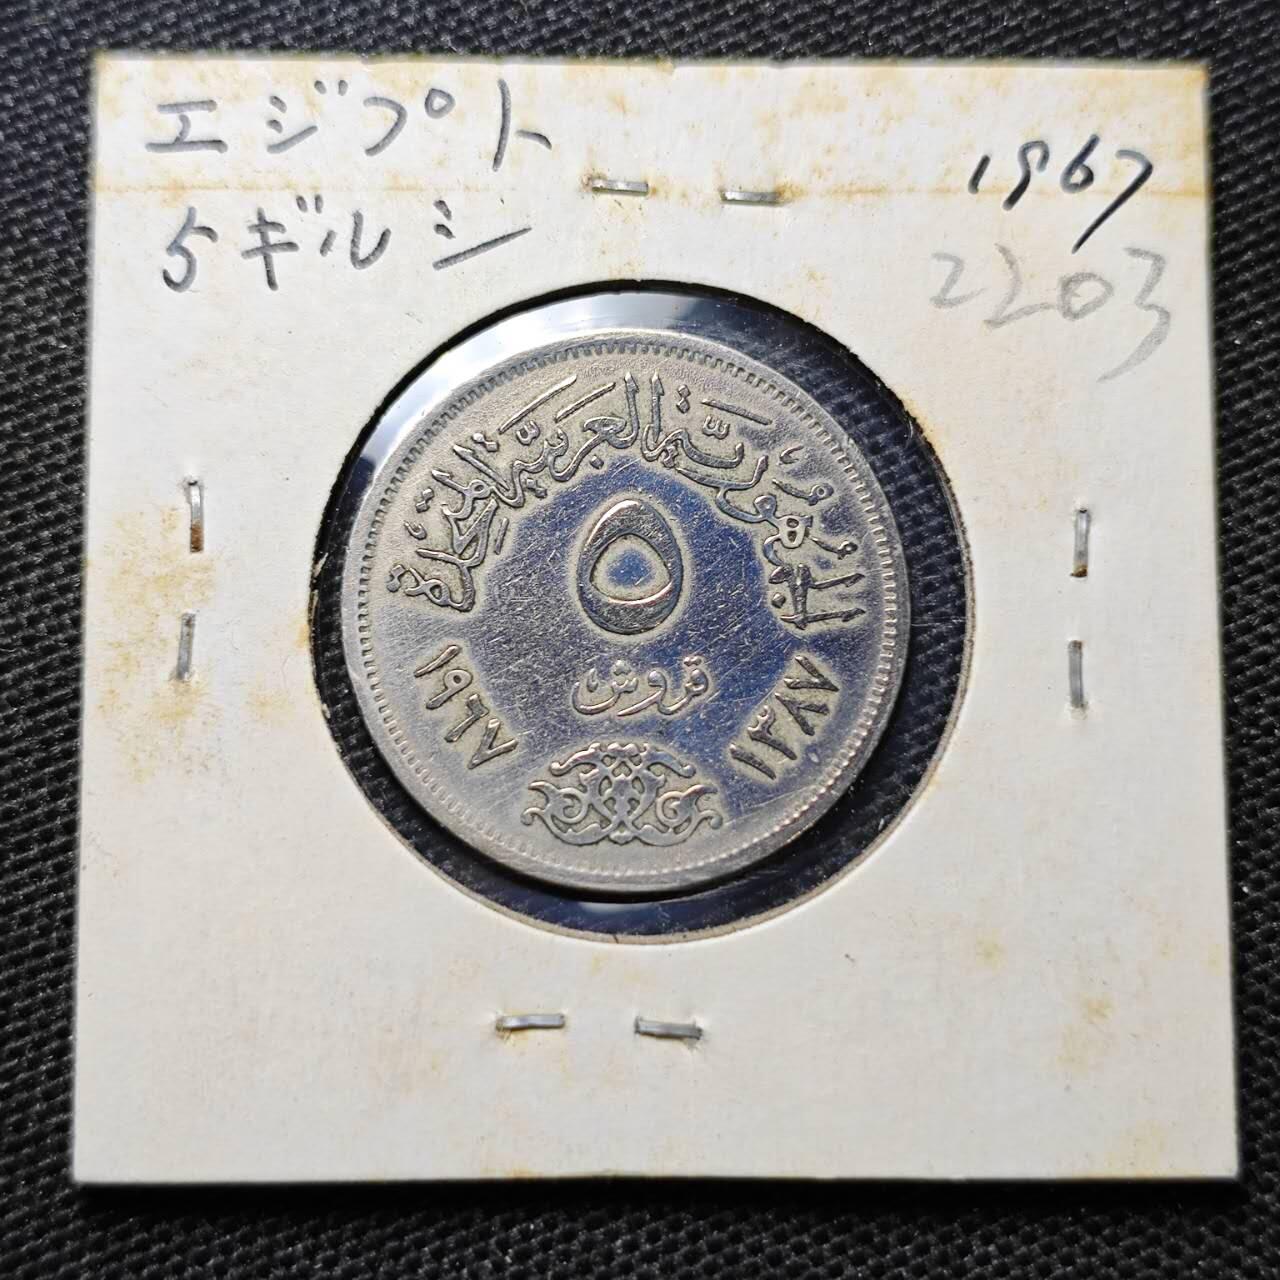 エジプト
1967
5ギルシ
2203
الجمهورية العربية المتحدة
٥
قروش
١٩٦٧
١٣٨٧